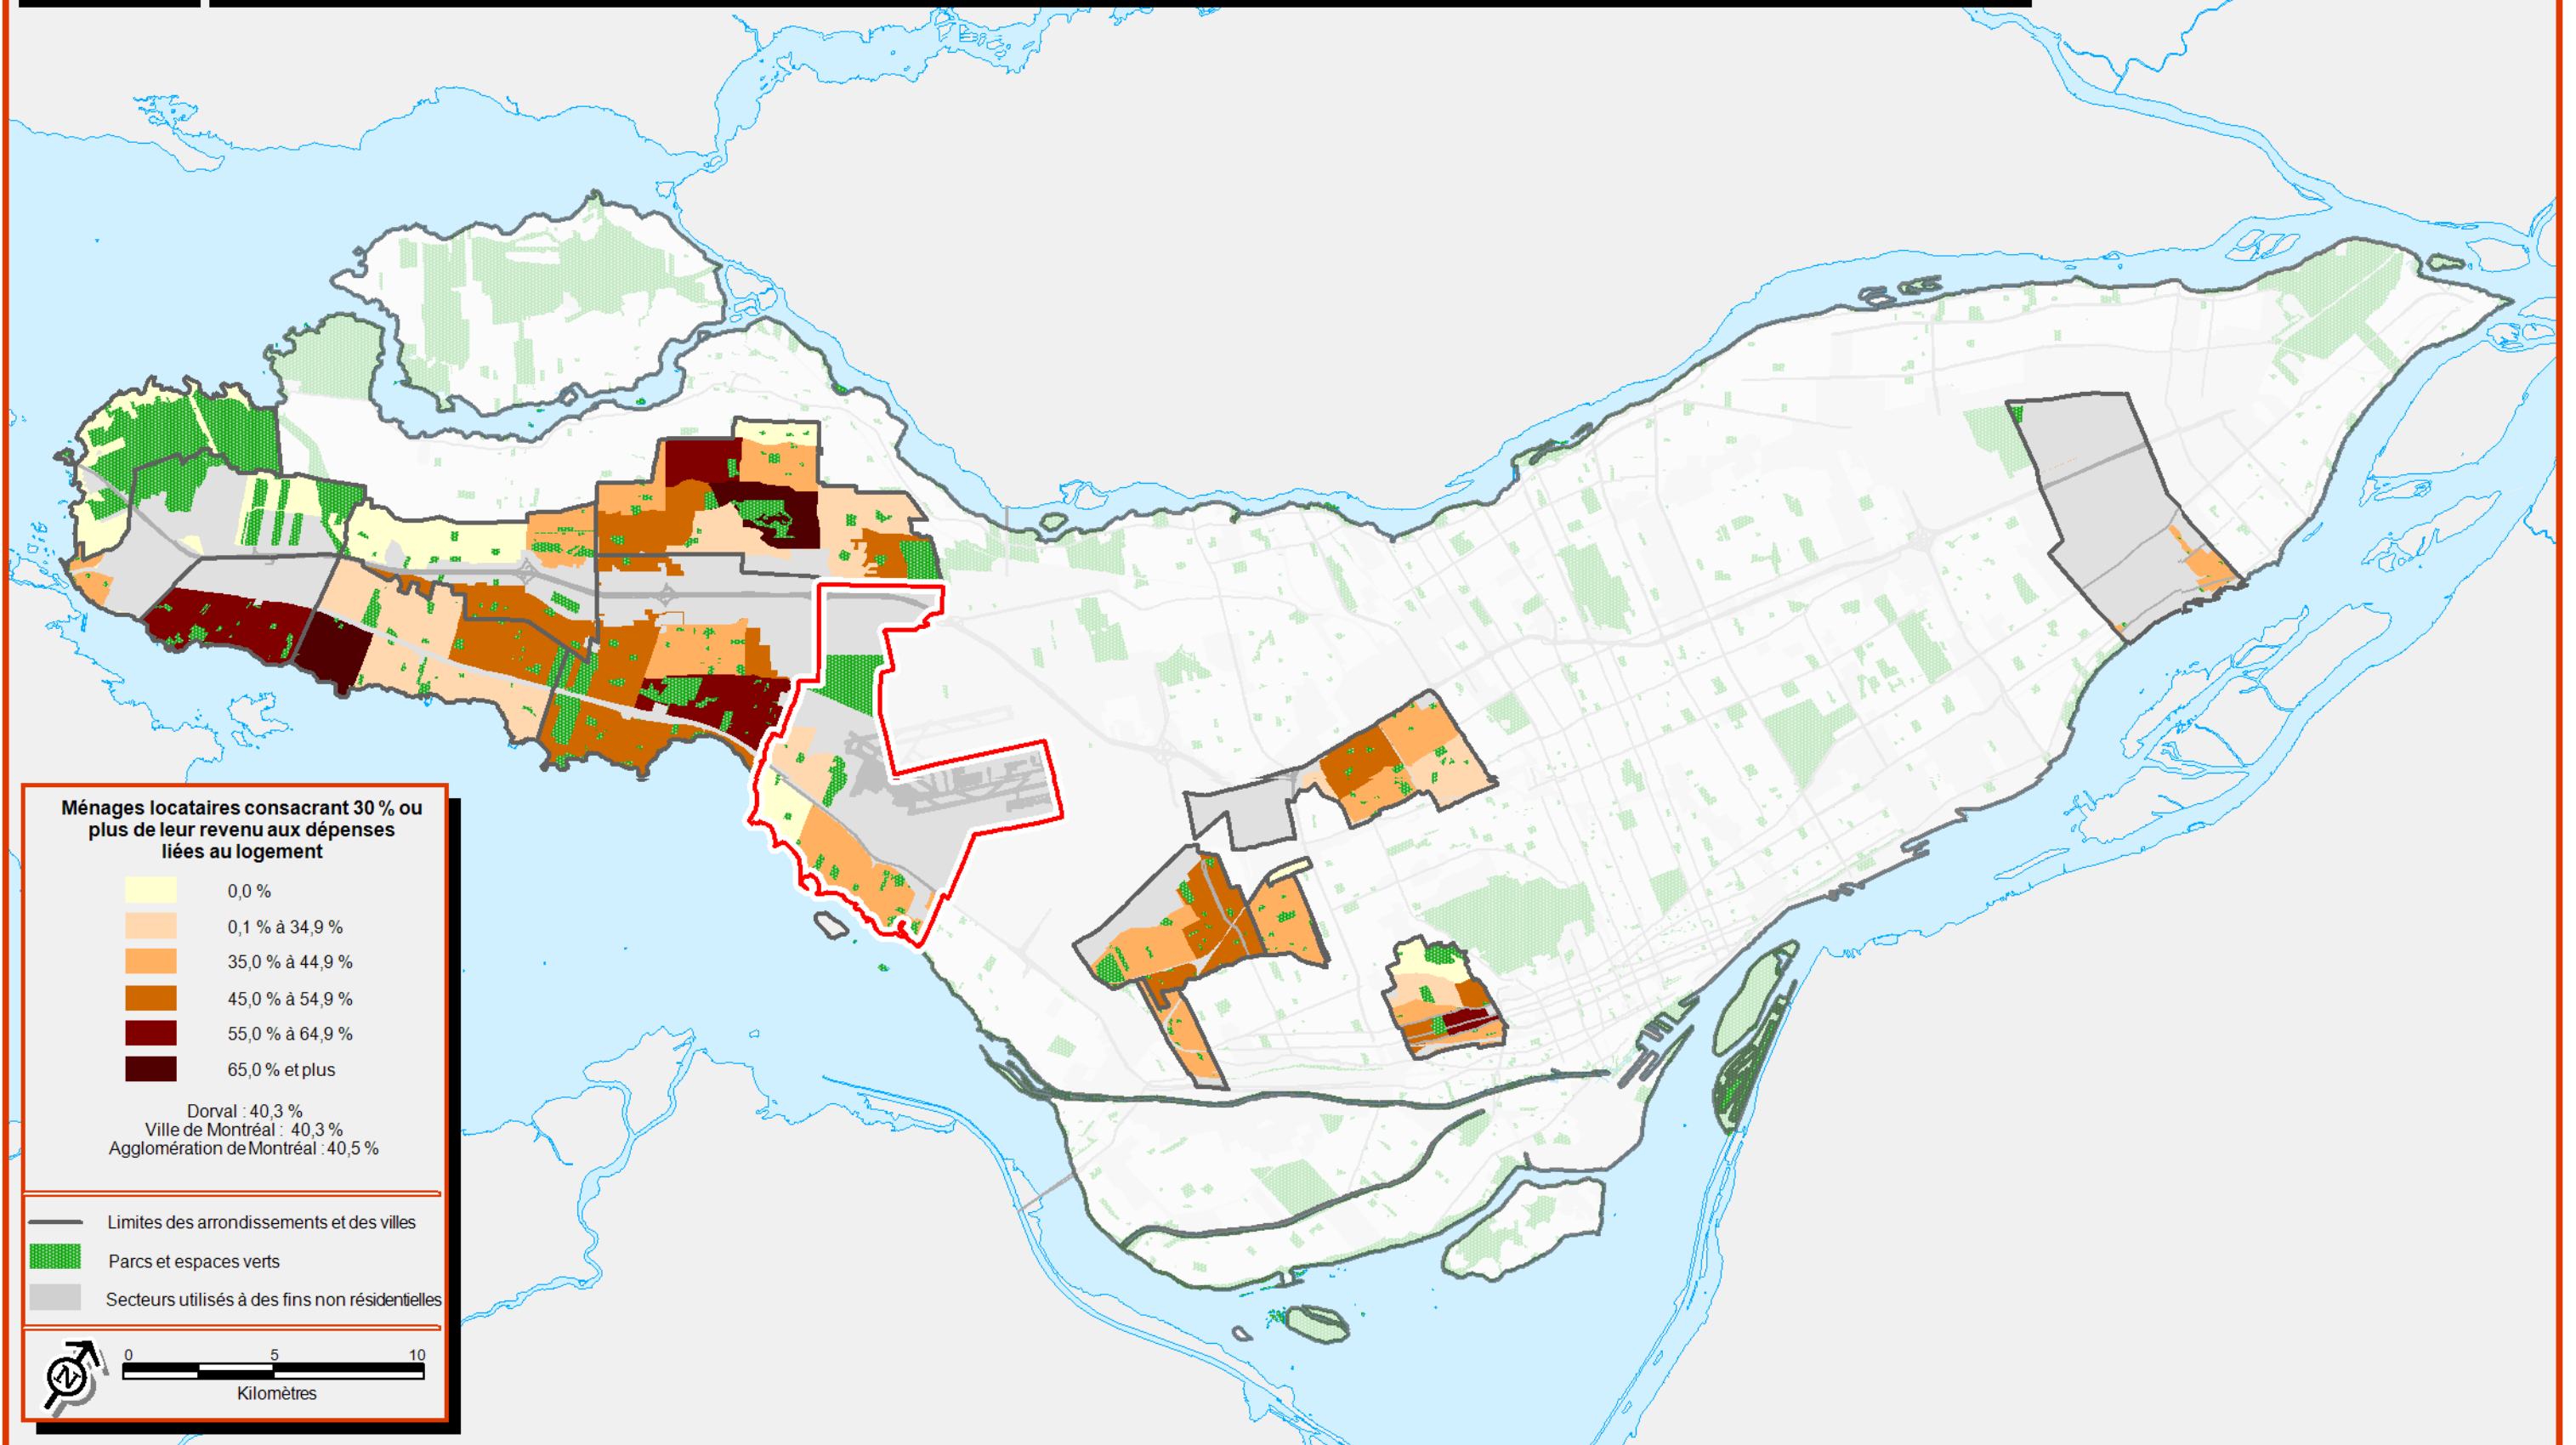 Ménages locataires consacrant 30 % ou
plus de leur revenu aux dépenses
liées au logement
0,0 %
0,1 % à 34,9 %
35,0 % à 44,9 %
45,0 % à 54,9 %
55,0 % à 64,9 %
65,0 % et plus
Dorval : 40,3 %
Ville de Montréal : 40,3 %
Agglomération de Montréal : 40,5 %
Limites des arrondissements et des villes
Parcs et espaces verts
Secteurs utilisés à des fins non résidentielles
N
0 5 10
Kilomètres